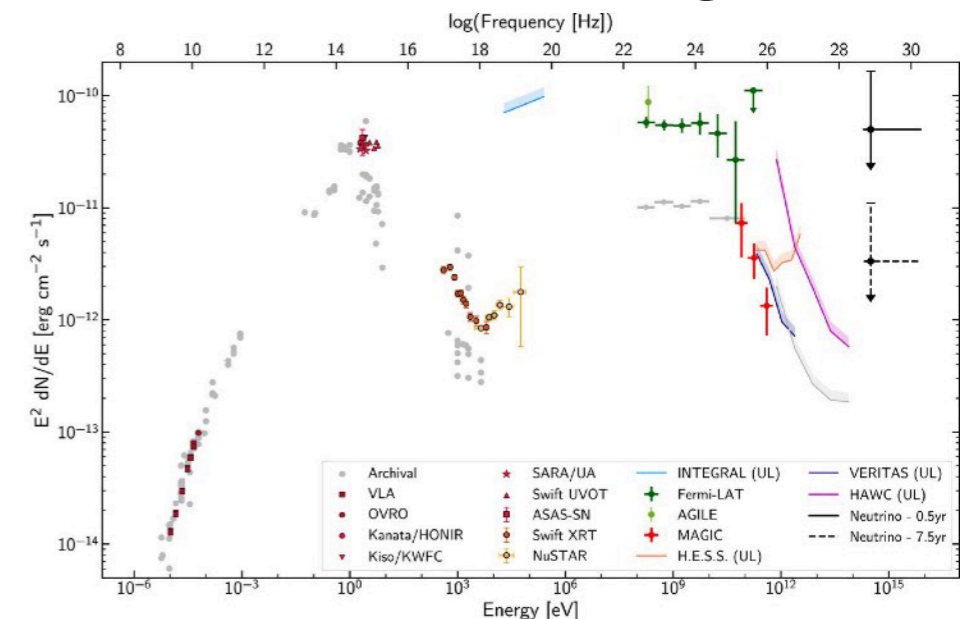 log(Frequency [Hz])
8 10 12 14 16 18 20 22 24 26 28 30
10⁻¹⁰
10⁻¹¹
10⁻¹²
10⁻¹³
10⁻¹⁴
E² dN/dE [erg cm⁻² s⁻¹]
Archival
VLA
OVRO
Kanata/HONIR
Kiso/KWFC
SARA/UA
Swift UVOT
ASAS-SN
Swift XRT
NuSTAR
INTEGRAL (UL)
Fermi-LAT
AGILE
MAGIC
H.E.S.S. (UL)
VERITAS (UL)
HAWC (UL)
Neutrino - 0.5yr
Neutrino - 7.5yr
10⁻⁶ 10⁻³ 10⁰ 10³ 10⁶ 10⁹ 10¹² 10¹⁵
Energy [eV]